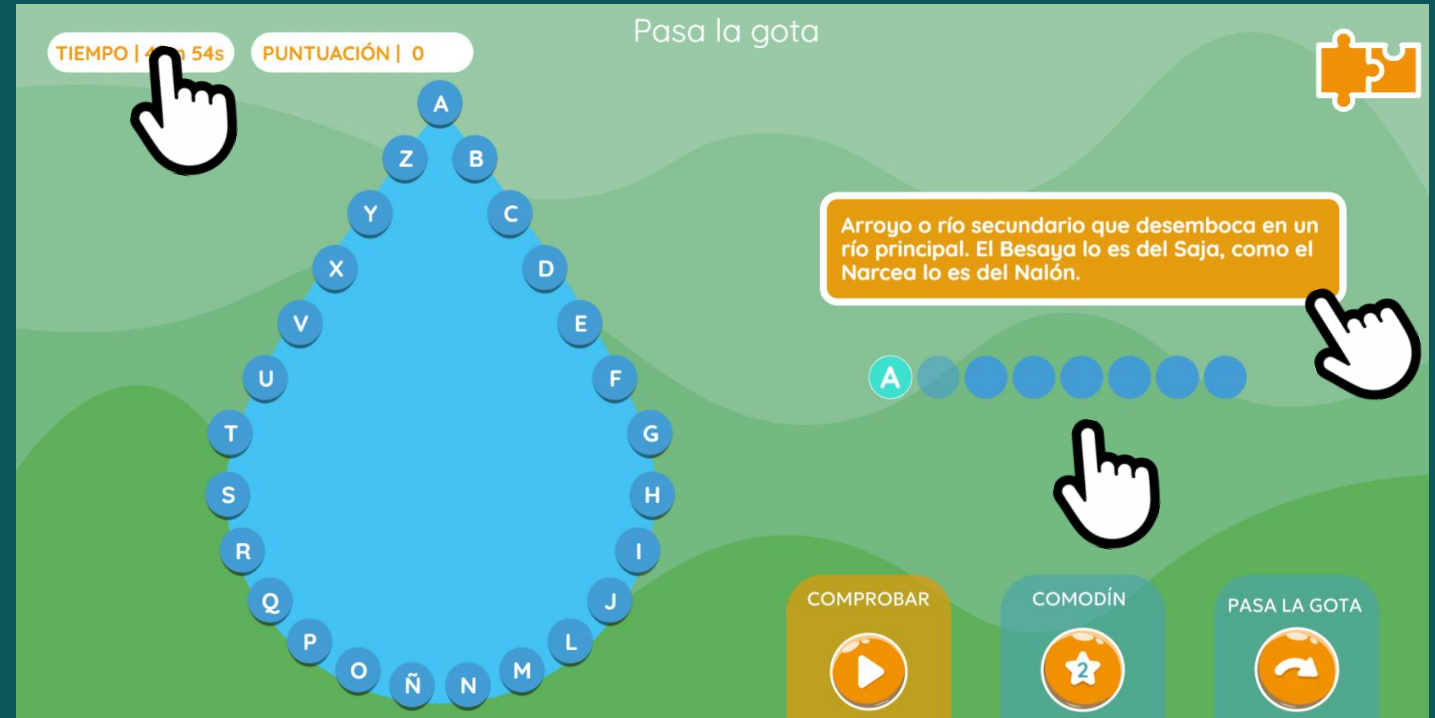 Pasa la gota
TIEMPO | 54s
PUNTUACIÓN | 0
A
B
C
D
E
F
G
H
I
J
L
M
N
Ñ
O
P
Q
R
S
T
U
V
X
Y
Z
Arroyo o río secundario que desemboca en un
río principal. El Besaya lo es del Saja, como el
Narcea lo es del Nalón.
A
COMPROBAR
COMODÍN
2
PASA LA GOTA